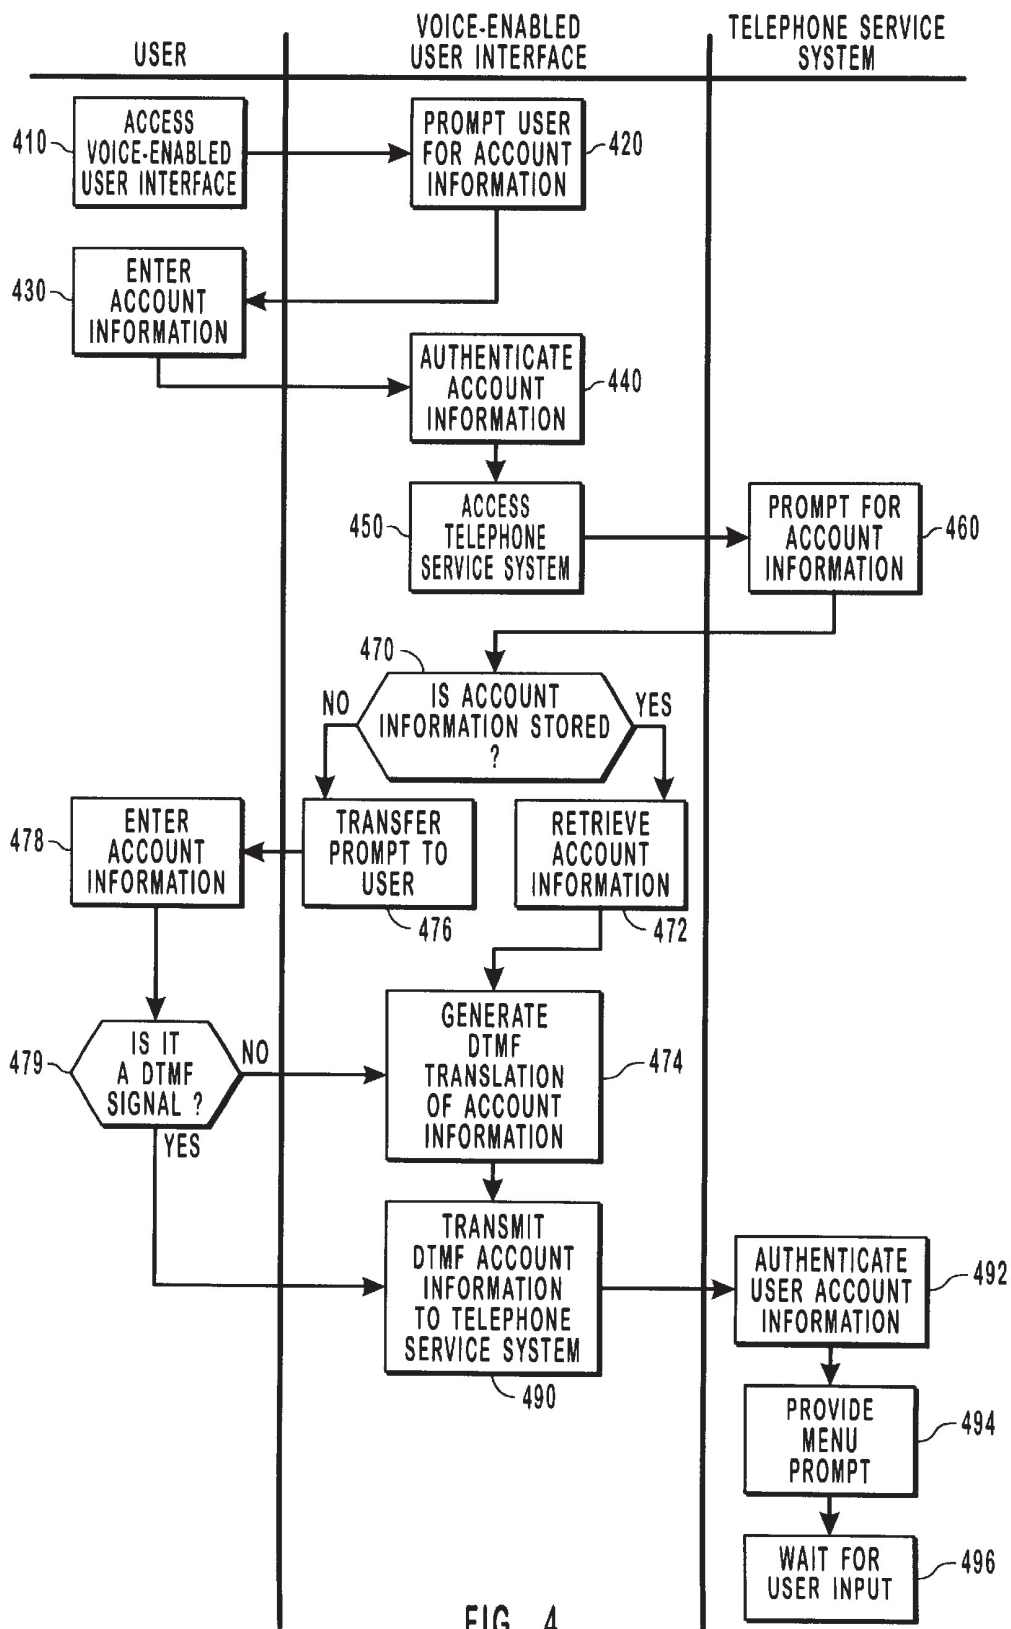 USER
VOICE-ENABLED
USER INTERFACE
TELEPHONE SERVICE
SYSTEM
410
ACCESS
VOICE-ENABLED
USER INTERFACE
PROMPT USER
FOR ACCOUNT
INFORMATION
420
430
ENTER
ACCOUNT
INFORMATION
AUTHENTICATE
ACCOUNT
INFORMATION
440
450
ACCESS
TELEPHONE
SERVICE SYSTEM
PROMPT FOR
ACCOUNT
INFORMATION
460
470
NO
IS ACCOUNT
INFORMATION STORED
?
YES
478
ENTER
ACCOUNT
INFORMATION
TRANSFER
PROMPT TO
USER
476
RETRIEVE
ACCOUNT
INFORMATION
472
479
IS IT
A DTMF
SIGNAL ?
NO
YES
GENERATE
DTMF
TRANSLATION
OF ACCOUNT
INFORMATION
474
TRANSMIT
DTMF ACCOUNT
INFORMATION
TO TELEPHONE
SERVICE SYSTEM
490
AUTHENTICATE
USER ACCOUNT
INFORMATION
492
PROVIDE
MENU
PROMPT
494
WAIT FOR
USER INPUT
496
FIG. 4